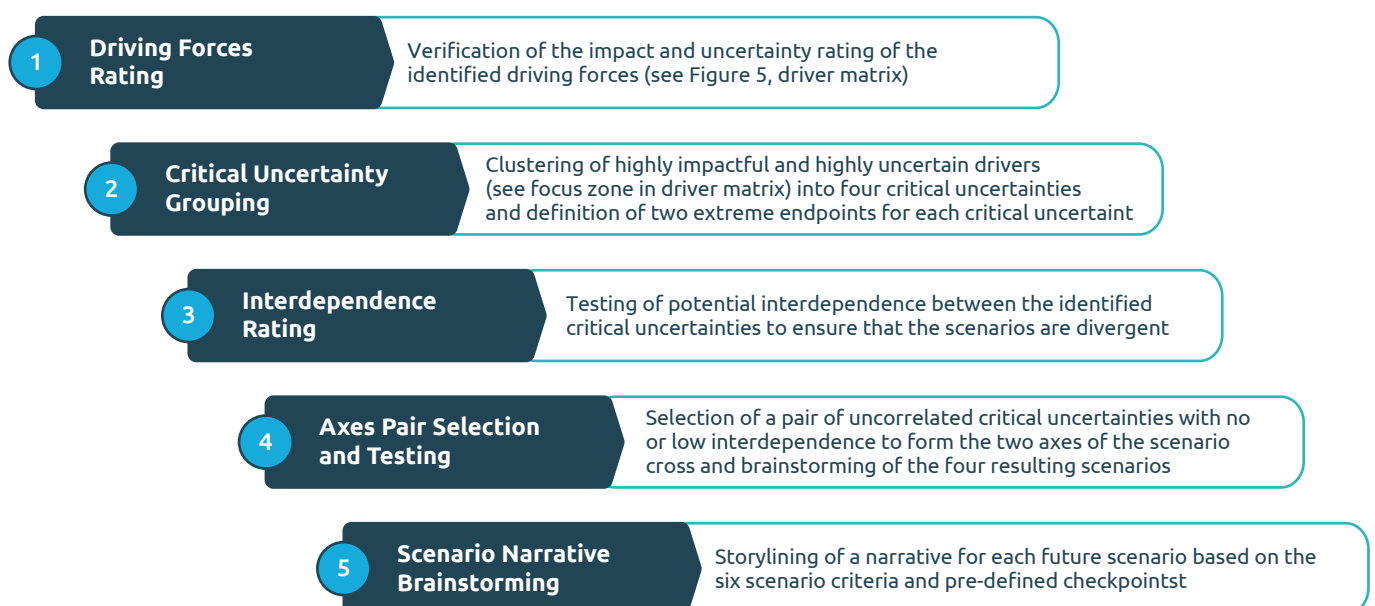 1
Driving Forces
Rating
Verification of the impact and uncertainty rating of the
identified driving forces (see Figure 5, driver matrix)
2
Critical Uncertainty
Grouping
Clustering of highly impactful and highly uncertain drivers
(see focus zone in driver matrix) into four critical uncertainties
and definition of two extreme endpoints for each critical uncertaint
3
Interdependence
Rating
Testing of potential interdependence between the identified
critical uncertainties to ensure that the scenarios are divergent
4
Axes Pair Selection
and Testing
Selection of a pair of uncorrelated critical uncertainties with no
or low interdependence to form the two axes of the scenario
cross and brainstorming of the four resulting scenarios
5
Scenario Narrative
Brainstorming
Storylining of a narrative for each future scenario based on the
six scenario criteria and pre-defined checkpointst